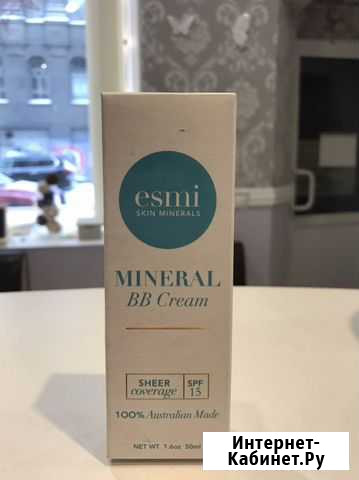 esmi
SKIN MINERALS
MINERAL
BB Cream
SHEER
coverage
SPF
15
100% Australian Made
NET WT 1.6oz 50ml
Интернет-
Кабинет.Ру